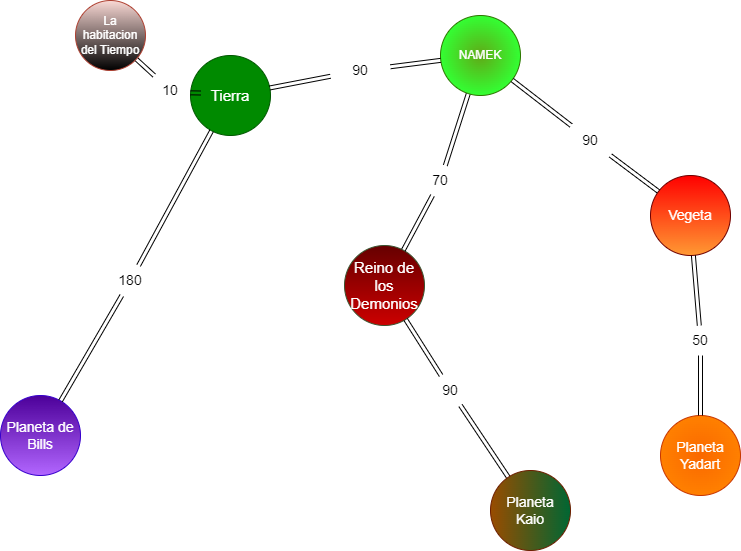 La
habitacion
del Tiempo
10
Tierra
90
NAMEK
90
70
Vegeta
Reino de
los
Demonios
180
50
90
Planeta de
Bills
Planeta
Yadart
Planeta
Kaio